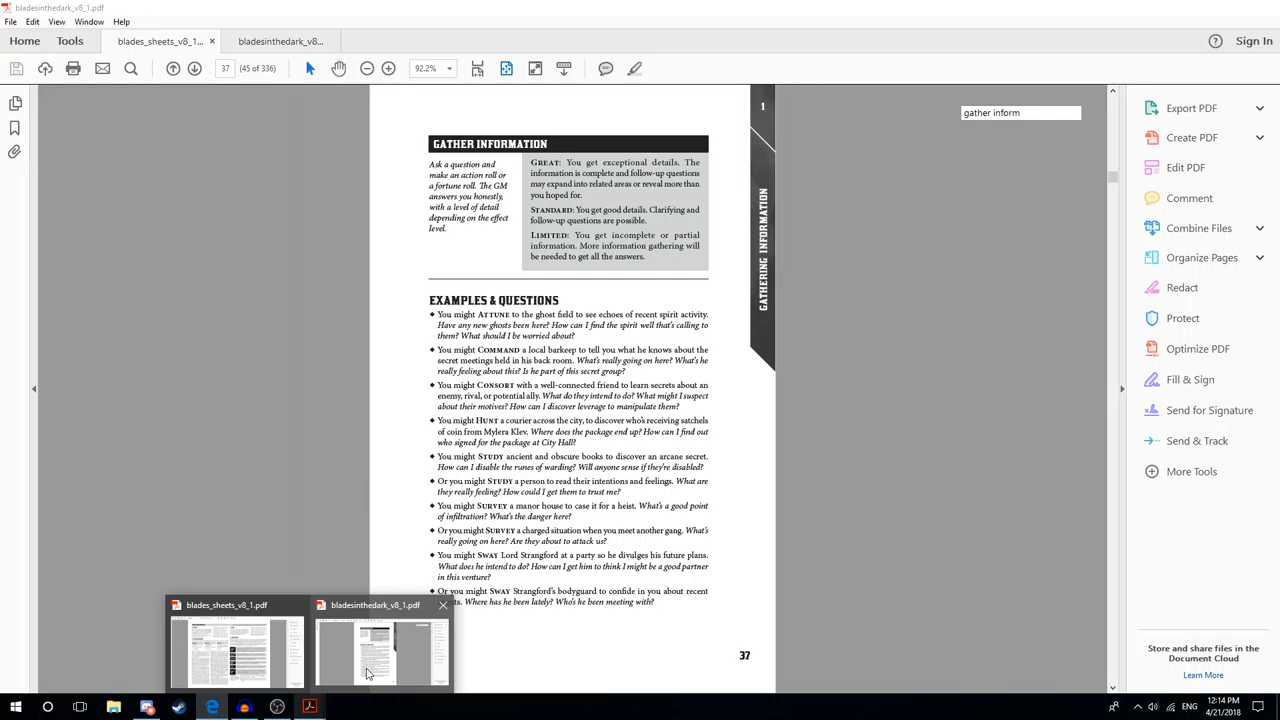 bladesinthedark_v8_1.pdf
File Edit View Window Help
Home Tools blades_sheets_v8_1... × bladesinthedark_v8... Sign In
37 (45 of 336) 92.2%
gather inform
1
GATHERING INFORMATION
GATHER INFORMATION
Ask a question and
make an action roll or
a fortune roll. The GM
answers you honestly,
with a level of detail
depending on the effect
level.
GREAT: You get exceptional details. The
information is complete and follow-up questions
may expand into related areas or reveal more than
you hoped for.
STANDARD: You get good details. Clarifying and
follow-up questions are possible.
LIMITED: You get incomplete or partial
information. More information gathering will
be needed to get all the answers.
EXAMPLES & QUESTIONS
◆ You might ATTUNE to the ghost field to see echoes of recent spirit activity.
Have any new ghosts been here? How can I find the spirit well that's calling to
them? What should I be worried about?
◆ You might COMMAND a local barkeep to tell you what he knows about the
secret meetings held in his back room. What's really going on here? What's he
really feeling about this? Is he part of this secret group?
◆ You might CONSORT with a well-connected friend to learn secrets about an
enemy, rival, or potential ally. What do they intend to do? What might I suspect
about their motives? How can I discover leverage to manipulate them?
◆ You might HUNT a courier across the city, to discover who's receiving satchels
of coin from Mylera Klev. Where does the package end up? How can I find out
who signed for the package at City Hall?
◆ You might STUDY ancient and obscure books to discover an arcane secret.
How can I disable the runes of warding? Will anyone sense if they're disabled?
◆ Or you might STUDY a person to read their intentions and feelings. What are
they really feeling? How could I get them to trust me?
◆ You might SURVEY a manor house to case it for a heist. What's a good point
of infiltration? What's the danger here?
◆ Or you might SURVEY a charged situation when you meet another gang. What's
really going on here? Are they about to attack us?
◆ You might SWAY Lord Strangford at a party so he divulges his future plans.
What does he intend to do? How can I get him to think I might be a good partner
in this venture?
◆ Or you might SWAY Strangford's bodyguard to confide in you about recent
Where has he been lately? Who's he been meeting with?
37
Export PDF
Create PDF
Edit PDF
Comment
Combine Files
Organize Pages
Redact
Protect
Optimize PDF
Fill & Sign
Send for Signature
Send & Track
More Tools
Store and share files in the
Document Cloud
Learn More
blades_sheets_v8_1.pdf bladesinthedark_v8_1.pdf
ENG
12:14 PM
4/21/2018